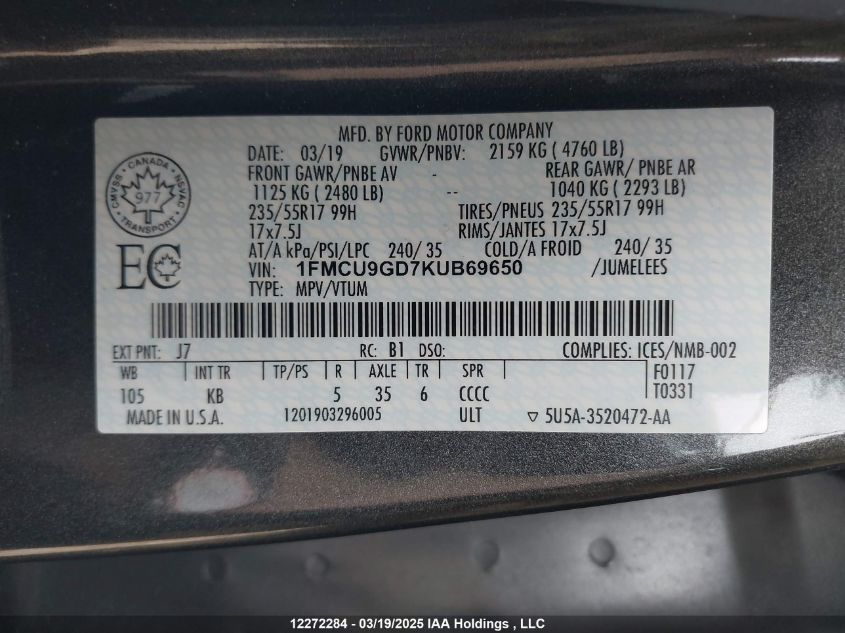 MFD. BY FORD MOTOR COMPANY
DATE: 03/19 GVWR/PNBV: 2159 KG ( 4760 LB)
FRONT GAWR/PNBE AV - REAR GAWR/ PNBE AR
1125 KG ( 2480 LB) -- 1040 KG ( 2293 LB)
235/55R17 99H TIRES/PNEUS 235/55R17 99H
17x7.5J RIMS/JANTES 17x7.5J
AT/A kPa/PSI/LPC 240/ 35 COLD/A FROID 240/ 35
VIN: 1FMCU9GD7KUB69650 /JUMELEES
TYPE: MPV/VTUM
CANADA
CMVSS NSVAC
977
TRANSPORT
EC
EXT PNT: J7 RC: B1 DSO: COMPLIES: ICES/NMB-002
WB INT TR TP/PS R AXLE TR SPR F0117
105 KB 5 35 6 CCCC T0331
MADE IN U.S.A. 1201903296005 ULT ▽ 5U5A-3520472-AA
12272284 - 03/19/2025 IAA Holdings , LLC